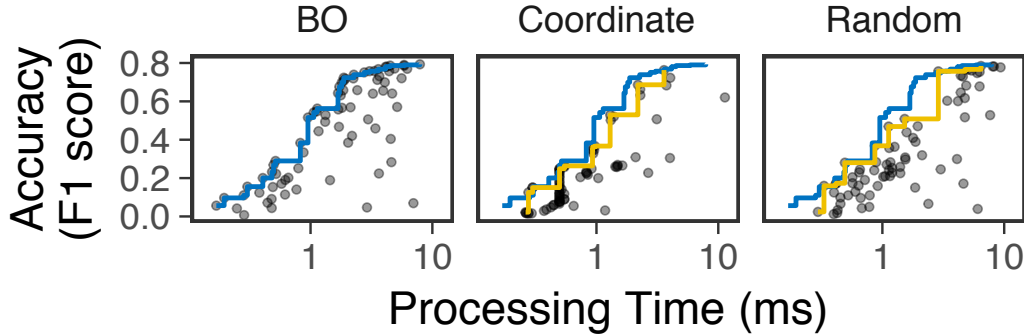 BO Coordinate Random
Accuracy
(F1 score)
0.8
0.6
0.4
0.2
0.0
1 10 1 10 1 10
Processing Time (ms)